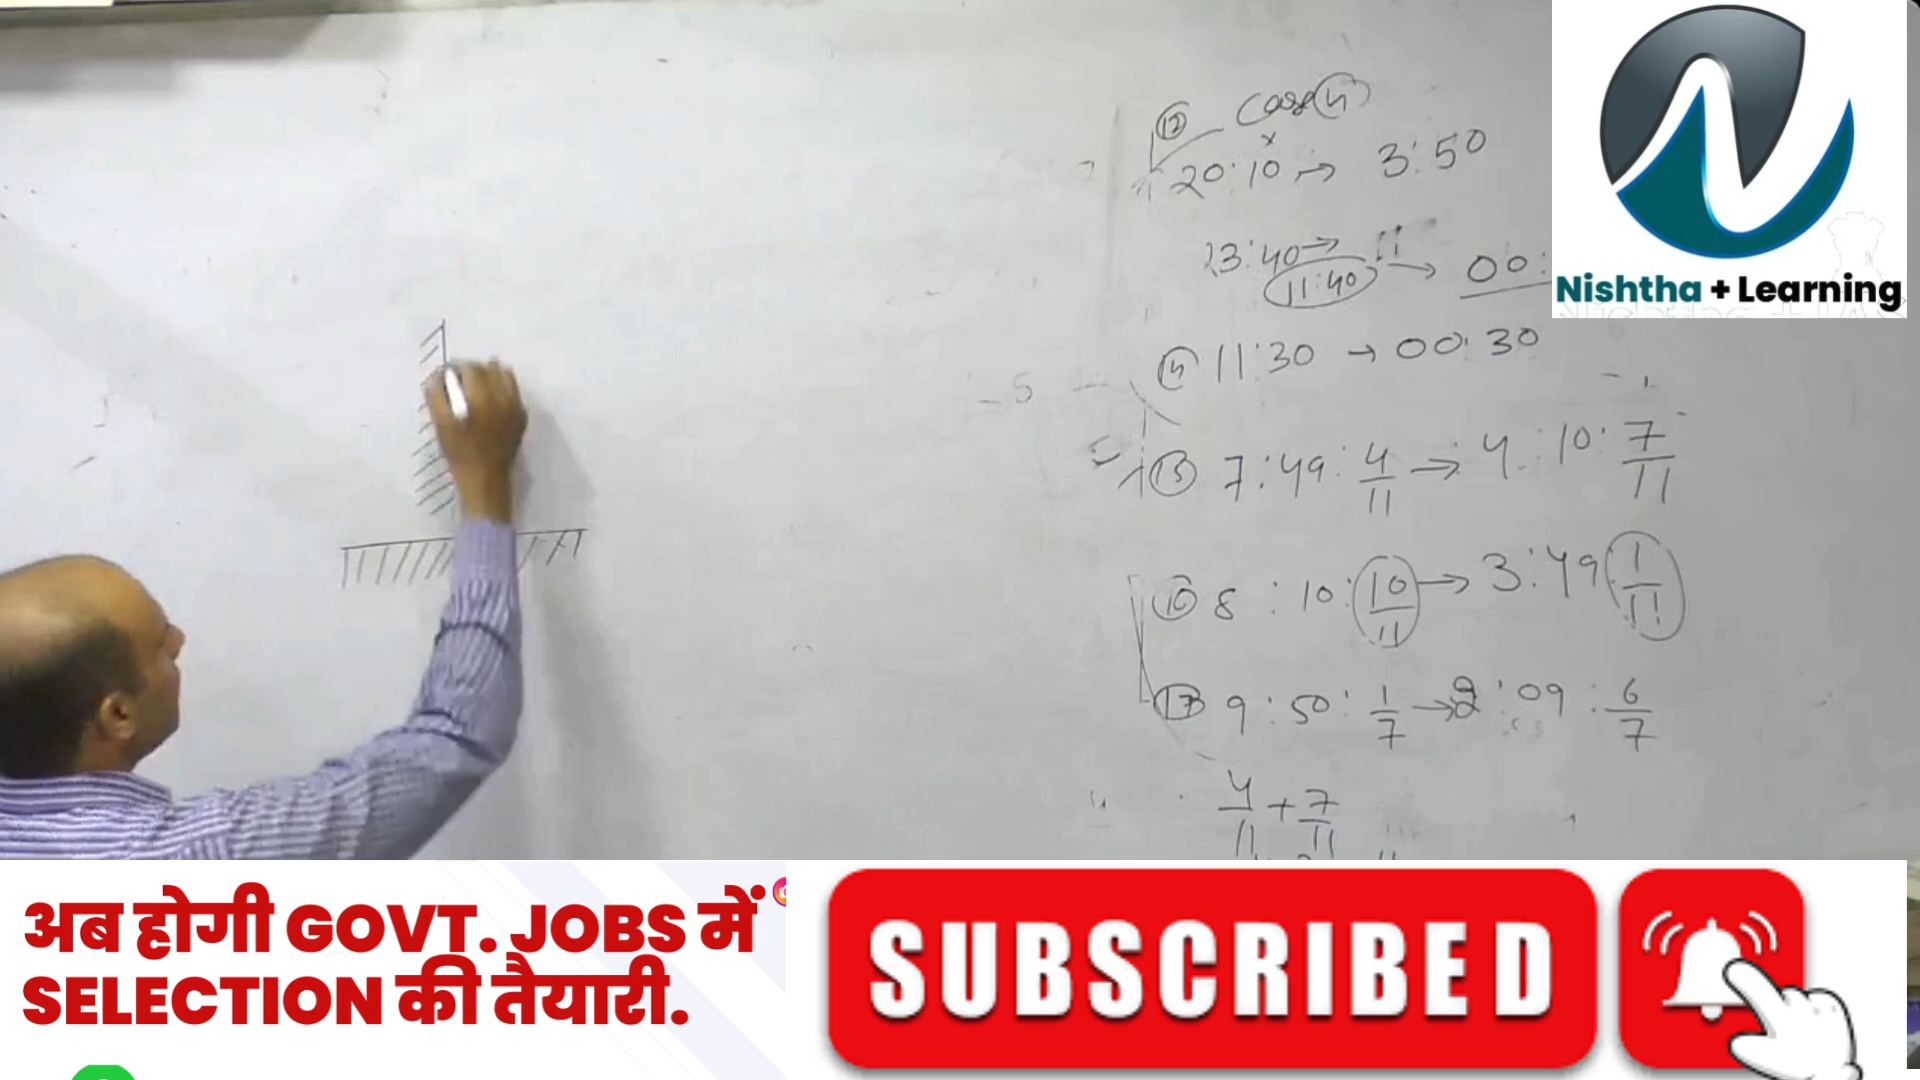 ⑫ Case(4)
20:10 → 3:50
23:40 →
11:40 → 00:
11:30 → 00:30
⑮ 7:49:4/11 → 4:10:7/11
⑯ 8:10:10/11 → 3:49 1/11
⑰ 9:50:1/7 → 2:09:6/7
4/11 + 7/11
Nishtha + Learning
अब होगी GOVT. JOBS में
SELECTION की तैयारी.
SUBSCRIBED